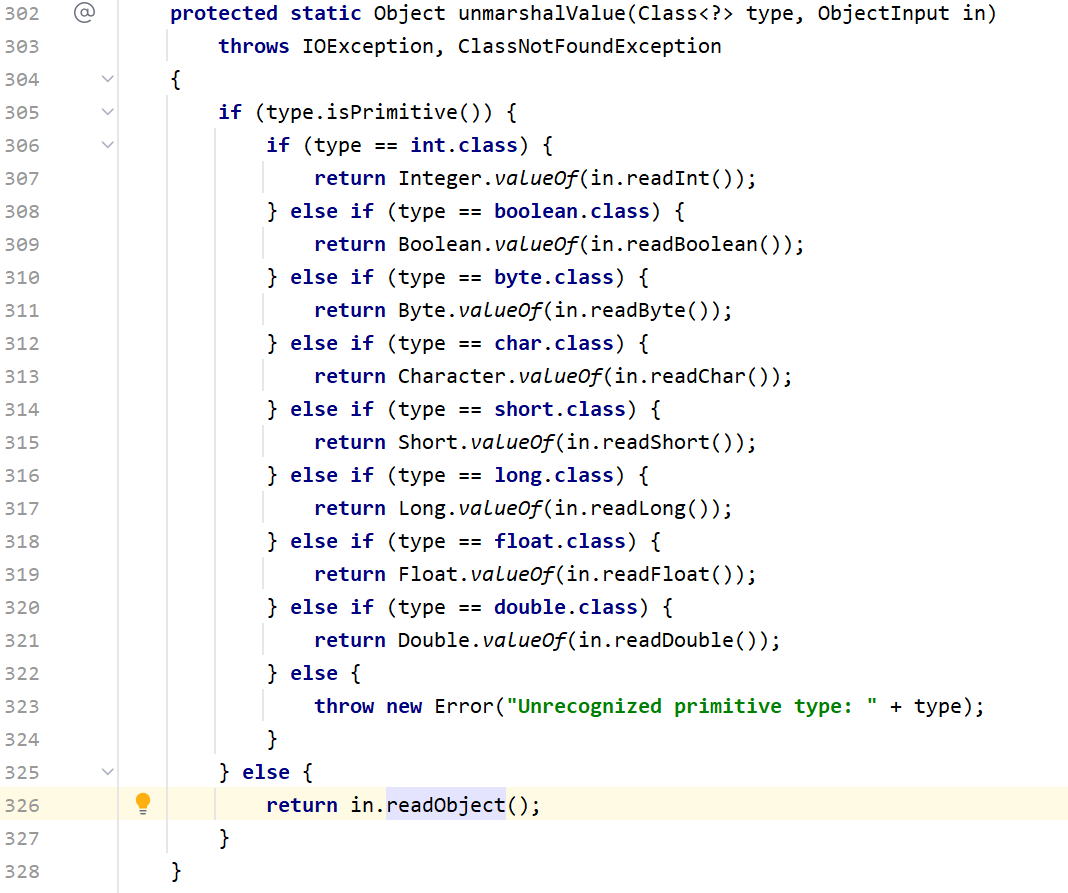 302 @ protected static Object unmarshalValue(Class<?> type, ObjectInput in)
303 throws IOException, ClassNotFoundException
304 {
305 if (type.isPrimitive()) {
306 if (type == int.class) {
307 return Integer.valueOf(in.readInt());
308 } else if (type == boolean.class) {
309 return Boolean.valueOf(in.readBoolean());
310 } else if (type == byte.class) {
311 return Byte.valueOf(in.readByte());
312 } else if (type == char.class) {
313 return Character.valueOf(in.readChar());
314 } else if (type == short.class) {
315 return Short.valueOf(in.readShort());
316 } else if (type == long.class) {
317 return Long.valueOf(in.readLong());
318 } else if (type == float.class) {
319 return Float.valueOf(in.readFloat());
320 } else if (type == double.class) {
321 return Double.valueOf(in.readDouble());
322 } else {
323 throw new Error("Unrecognized primitive type: " + type);
324 }
325 } else {
326 return in.readObject();
327 }
328 }